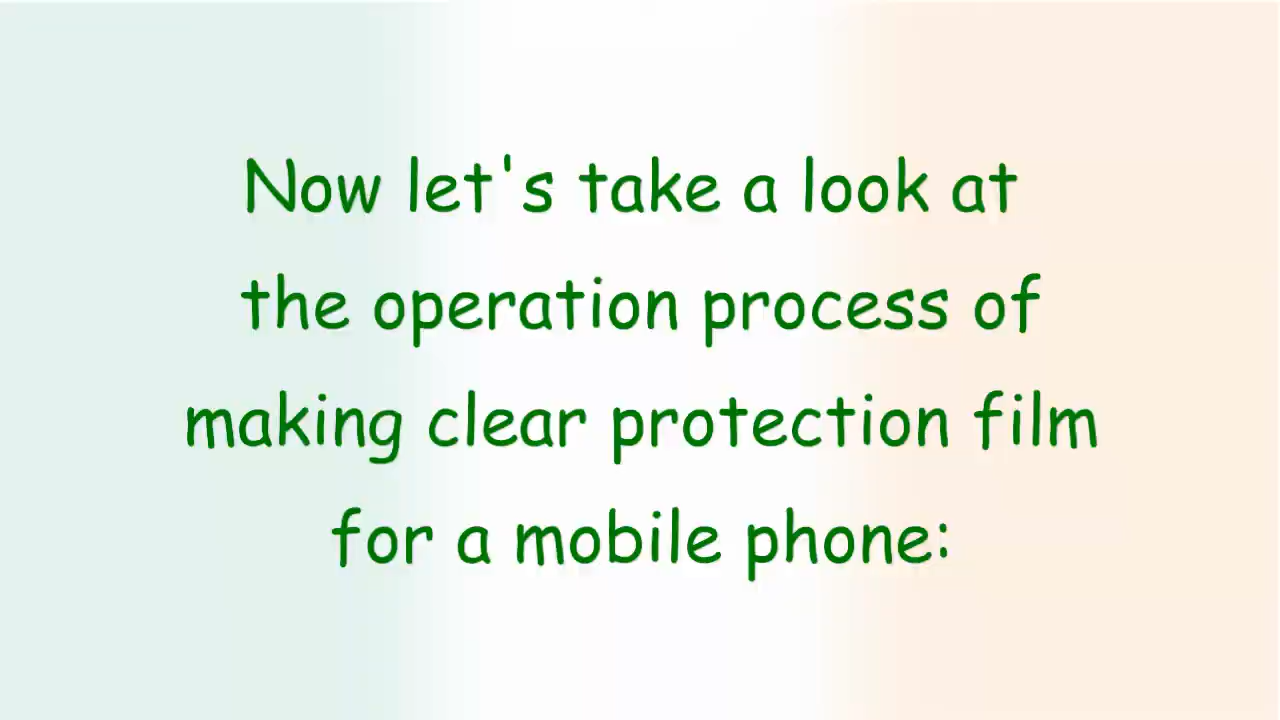 Now let's take a look at
the operation process of
making clear protection film
for a mobile phone: